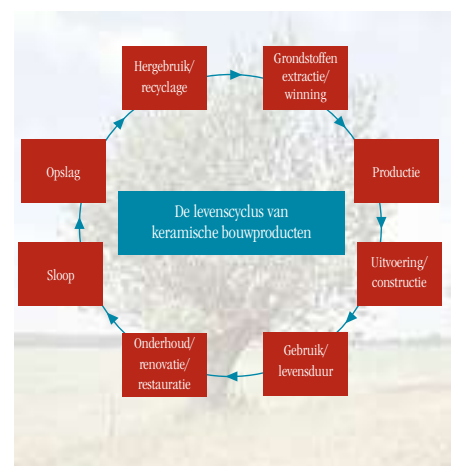 De levenscyclus van
keramische bouwproducten
Grondstoffen
extractie/
winning
Productie
Uitvoering/
constructie
Gebruik/
levensduur
Onderhoud/
renovatie/
restauratie
Sloop
Opslag
Hergebruik/
recyclage